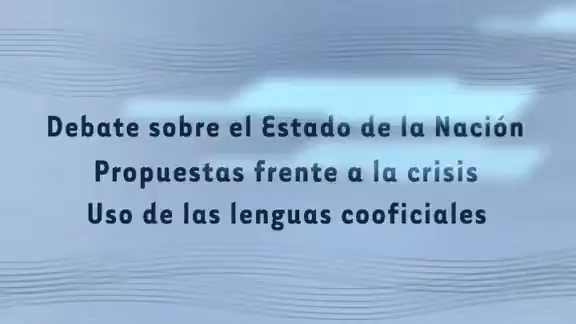 Debate sobre el Estado de la Nación
Propuestas frente a la crisis
Uso de las lenguas cooficiales